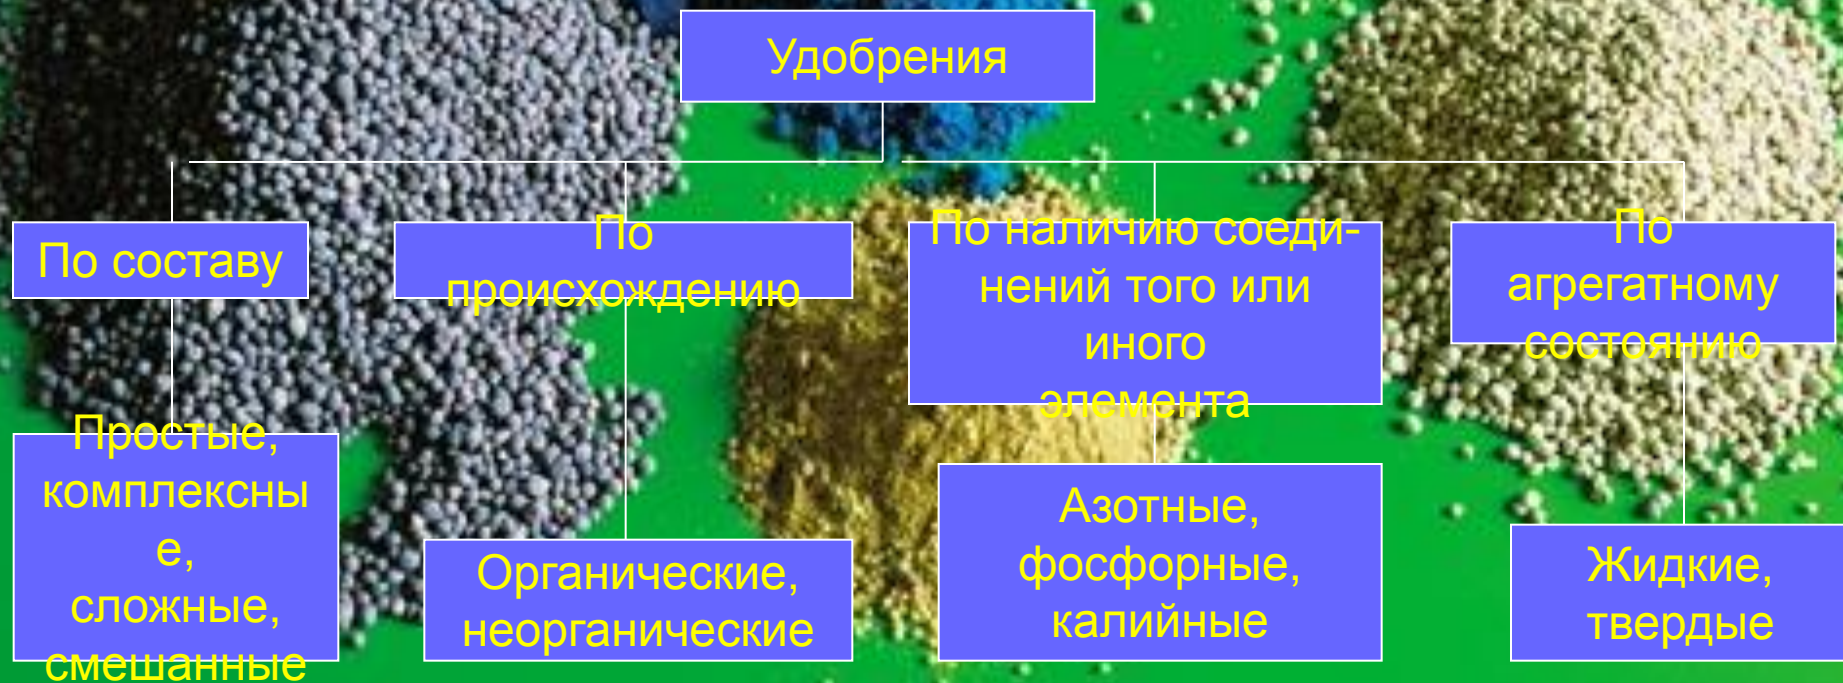 Удобрения
По составу
По
происхождению
По наличию соеди-
нений того или
иного
элемента
По
агрегатному
состоянию
Простые,
комплексны
е,
сложные,
смешанные
Органические,
неорганические
Азотные,
фосфорные,
калийные
Жидкие,
твердые